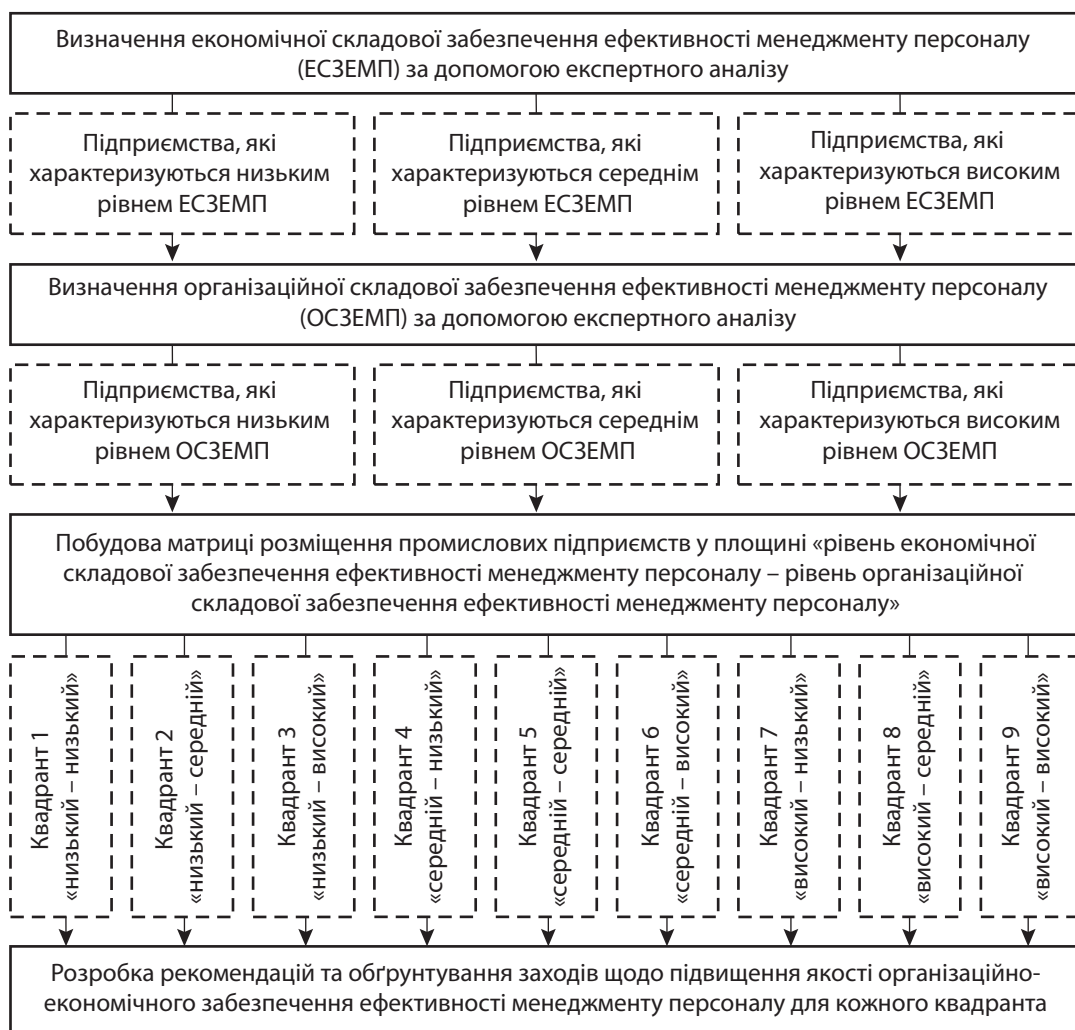 Визначення економічної складової забезпечення ефективності менеджменту персоналу
(ЕСЗЕМП) за допомогою експертного аналізу
Підприємства, які
характеризуються низьким
рівнем ЕСЗЕМП
Підприємства, які
характеризуються середнім
рівнем ЕСЗЕМП
Підприємства, які
характеризуються високим
рівнем ЕСЗЕМП
Визначення організаційної складової забезпечення ефективності менеджменту персоналу
(ОСЗЕМП) за допомогою експертного аналізу
Підприємства, які
характеризуються низьким
рівнем ОСЗЕМП
Підприємства, які
характеризуються середнім
рівнем ОСЗЕМП
Підприємства, які
характеризуються високим
рівнем ОСЗЕМП
Побудова матриці розміщення промислових підприємств у площині «рівень економічної
складової забезпечення ефективності менеджменту персоналу – рівень організаційної
складової забезпечення ефективності менеджменту персоналу»
Квадрант 1
«низький – низький»
Квадрант 2
«низький – середній»
Квадрант 3
«низький – високий»
Квадрант 4
«середній – низький»
Квадрант 5
«середній – середній»
Квадрант 6
«середній – високий»
Квадрант 7
«високий – низький»
Квадрант 8
«високий – середній»
Квадрант 9
«високий – високий»
Розробка рекомендацій та обґрунтування заходів щодо підвищення якості організаційно-
економічного забезпечення ефективності менеджменту персоналу для кожного квадранта